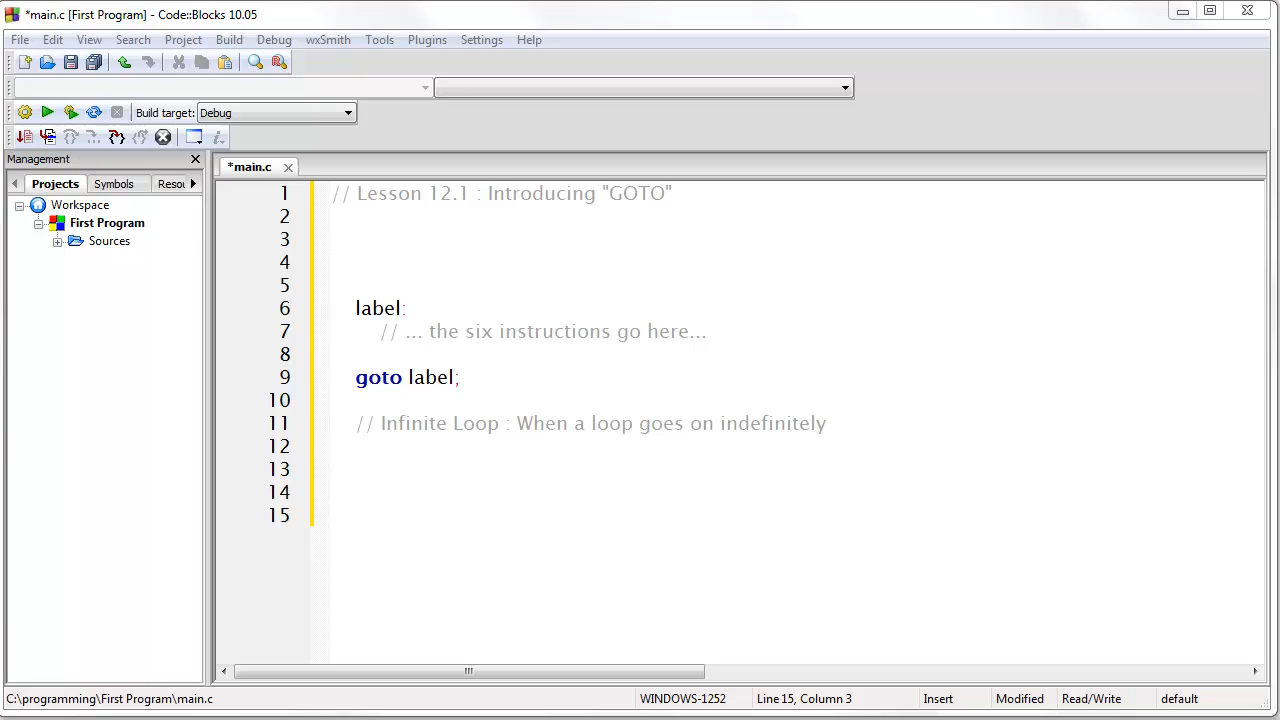 *main.c [First Program] - Code::Blocks 10.05
File Edit View Search Project Build Debug wxSmith Tools Plugins Settings Help
Build target: Debug
Management
Projects Symbols Resou
*main.c
Workspace
First Program
Sources
1 // Lesson 12.1 : Introducing "GOTO"
2
3
4
5
6 label:
7 // ... the six instructions go here...
8
9 goto label;
10
11 // Infinite Loop : When a loop goes on indefinitely
12
13
14
15
C:\programming\First Program\main.c WINDOWS-1252 Line 15, Column 3 Insert Modified Read/Write default